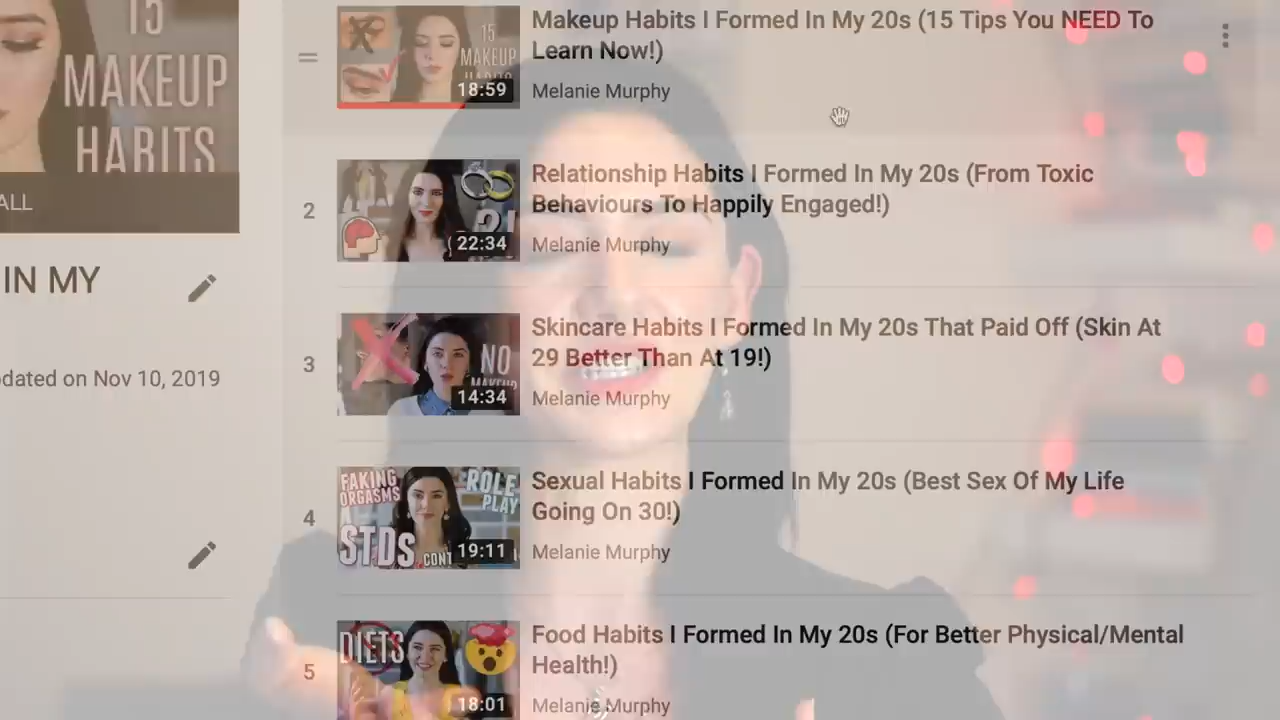 15
MAKEUP
HABITS
ALL
IN MY
dated on Nov 10, 2019
15
MAKEUP
HABITS
18:59
Makeup Habits I Formed In My 20s (15 Tips You NEED To
Learn Now!)
Melanie Murphy
2
?!
22:34
Relationship Habits I Formed In My 20s (From Toxic
Behaviours To Happily Engaged!)
Melanie Murphy
3
NO
MAKEUP
14:34
Skincare Habits I Formed In My 20s That Paid Off (Skin At
29 Better Than At 19!)
Melanie Murphy
4
FAKING
ORGASMS
ROLE
PLAY
STDs
CONT
19:11
Sexual Habits I Formed In My 20s (Best Sex Of My Life
Going On 30!)
Melanie Murphy
5
DIETS
18:01
Food Habits I Formed In My 20s (For Better Physical/Mental
Health!)
Melanie Murphy